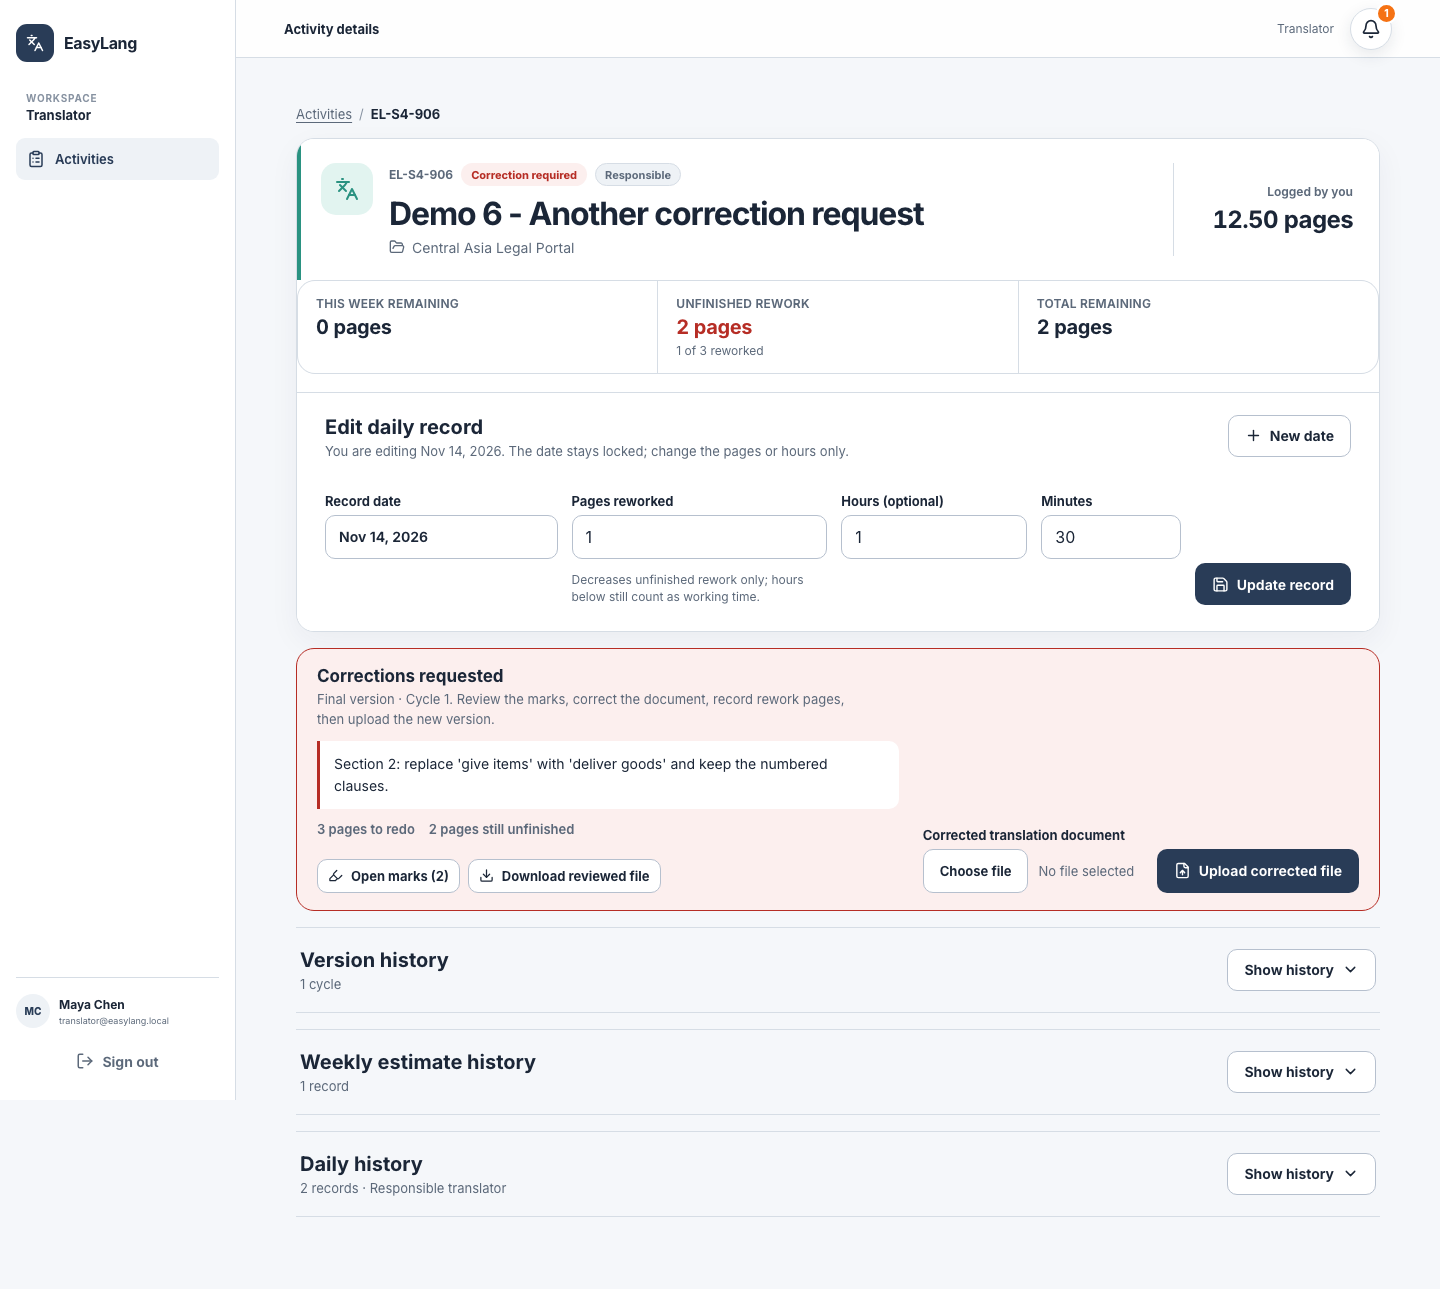 EasyLang
WORKSPACE
Translator
Activities
MC
Maya Chen
translator@easylang.local
Sign out
Activity details
Translator
1
Activities / EL-S4-906
EL-S4-906 Correction required Responsible
Demo 6 - Another correction request
Central Asia Legal Portal
Logged by you
12.50 pages
THIS WEEK REMAINING
0 pages
UNFINISHED REWORK
2 pages
1 of 3 reworked
TOTAL REMAINING
2 pages
Edit daily record
You are editing Nov 14, 2026. The date stays locked; change the pages or hours only.
New date
Record date
Nov 14, 2026
Pages reworked
1
Decreases unfinished rework only; hours
below still count as working time.
Hours (optional)
1
Minutes
30
Update record
Corrections requested
Final version · Cycle 1. Review the marks, correct the document, record rework pages,
then upload the new version.
Section 2: replace 'give items' with 'deliver goods' and keep the numbered
clauses.
3 pages to redo 2 pages still unfinished
Open marks (2)
Download reviewed file
Corrected translation document
Choose file
No file selected
Upload corrected file
Version history
1 cycle
Show history
Weekly estimate history
1 record
Show history
Daily history
2 records · Responsible translator
Show history